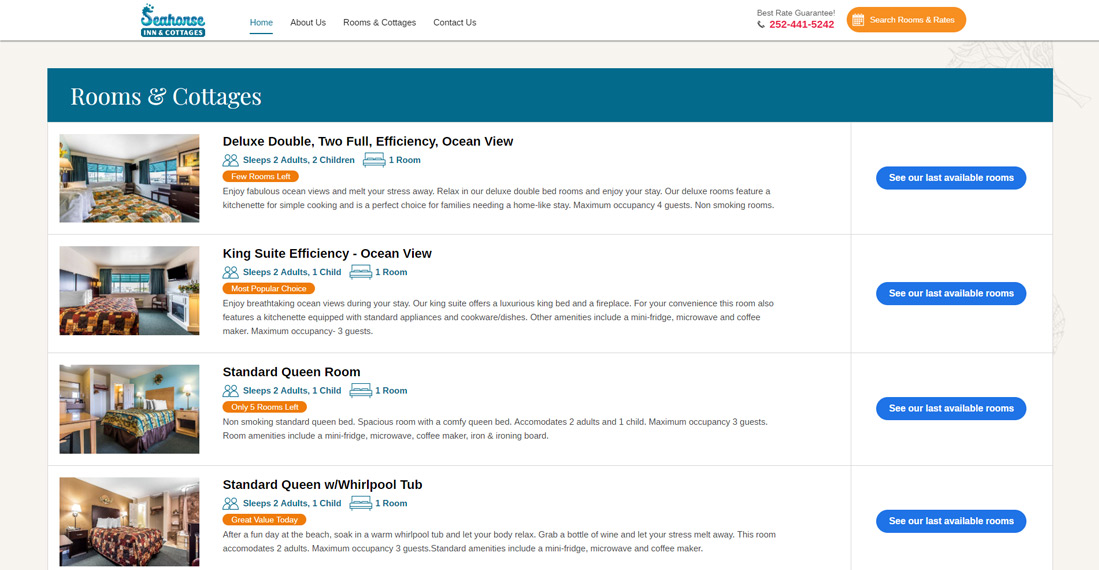 Seahorse
INN & COTTAGES
Home About Us Rooms & Cottages Contact Us
Best Rate Guarantee!
252-441-5242
Search Rooms & Rates
Rooms & Cottages
Deluxe Double, Two Full, Efficiency, Ocean View
Sleeps 2 Adults, 2 Children 1 Room
Few Rooms Left
Enjoy fabulous ocean views and melt your stress away. Relax in our deluxe double bed rooms and enjoy your stay. Our deluxe rooms feature a
kitchenette for simple cooking and is a perfect choice for families needing a home-like stay. Maximum occupancy 4 guests. Non smoking rooms.
See our last available rooms
King Suite Efficiency - Ocean View
Sleeps 2 Adults, 1 Child 1 Room
Most Popular Choice
Enjoy breathtaking ocean views during your stay. Our king suite offers a luxurious king bed and a fireplace. For your convenience this room also
features a kitchenette equipped with standard appliances and cookware/dishes. Other amenities include a mini-fridge, microwave and coffee
maker. Maximum occupancy- 3 guests.
See our last available rooms
Standard Queen Room
Sleeps 2 Adults, 1 Child 1 Room
Only 5 Rooms Left
Non smoking standard queen bed. Spacious room with a comfy queen bed. Accomodates 2 adults and 1 child. Maximum occupancy 3 guests.
Room amenities include a mini-fridge, microwave, coffee maker, iron & ironing board.
See our last available rooms
Standard Queen w/Whirlpool Tub
Sleeps 2 Adults, 1 Child 1 Room
Great Value Today
After a fun day at the beach, soak in a warm whirlpool tub and let your body relax. Grab a bottle of wine and let your stress melt away. This room
accomodates 2 adults. Maximum occupancy 3 guests.Standard amenities include a mini-fridge, microwave and coffee maker.
See our last available rooms